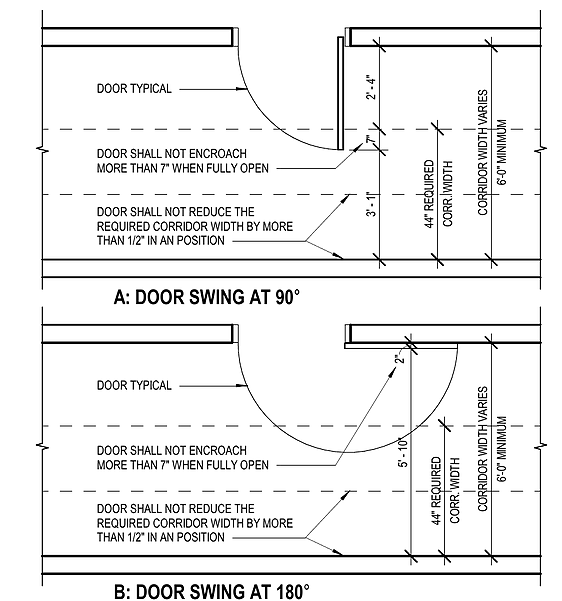 DOOR TYPICAL
2' - 4"
7"
DOOR SHALL NOT ENCROACH
MORE THAN 7" WHEN FULLY OPEN
3' - 1"
44" REQUIRED
CORR. WIDTH
CORRIDOR WIDTH VARIES
6'-0" MINIMUM
DOOR SHALL NOT REDUCE THE
REQUIRED CORRIDOR WIDTH BY MORE
THAN 1/2" IN AN POSITION
A: DOOR SWING AT 90°
2"
DOOR TYPICAL
5' - 10"
DOOR SHALL NOT ENCROACH
MORE THAN 7" WHEN FULLY OPEN
44" REQUIRED
CORR. WIDTH
CORRIDOR WIDTH VARIES
6'-0" MINIMUM
DOOR SHALL NOT REDUCE THE
REQUIRED CORRIDOR WIDTH BY MORE
THAN 1/2" IN AN POSITION
B: DOOR SWING AT 180°